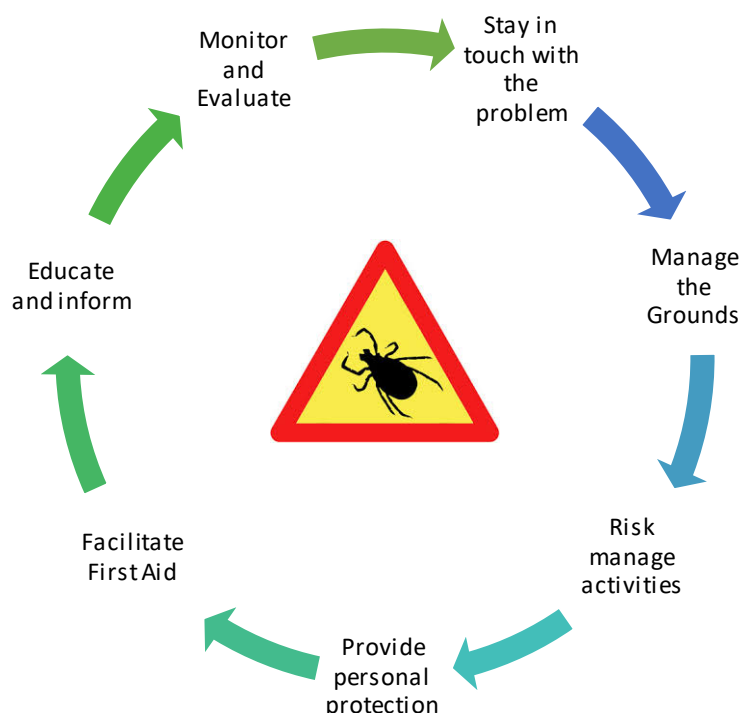 Stay in
touch with
the
problem
Manage
the
Grounds
Risk
manage
activities
Provide
personal
protection
Facilitate
First Aid
Educate
and inform
Monitor
and
Evaluate